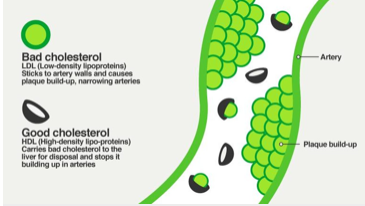 Bad cholesterol
LDL (Low-density lipoproteins)
Sticks to artery walls and causes
plaque build-up, narrowing arteries
Good cholesterol
HDL (High-density lipo-proteins)
Carries bad cholesterol to the
liver for disposal and stops it
building up in arteries
Artery
Plaque build-up